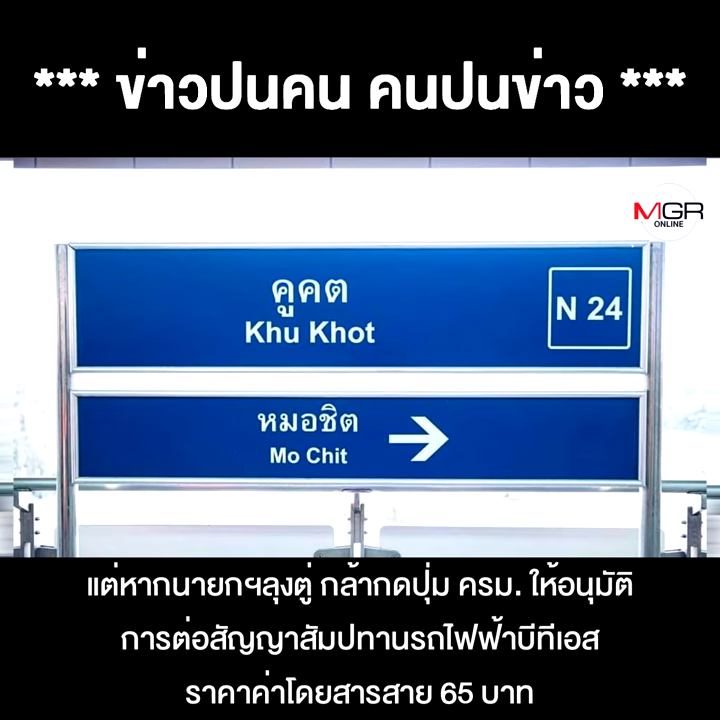 *** ข่าวปนคน คนปนข่าว ***
MGR
ONLINE
คูคต
Khu Khot
N 24
หมอชิต
Mo Chit
แต่หากนายกฯลุงตู่ กล้ากดปุ่ม ครม. ให้อนุมัติ
การต่อสัญญาสัมปทานรถไฟฟ้าบีทีเอส
ราคาค่าโดยสารสาย 65 บาท